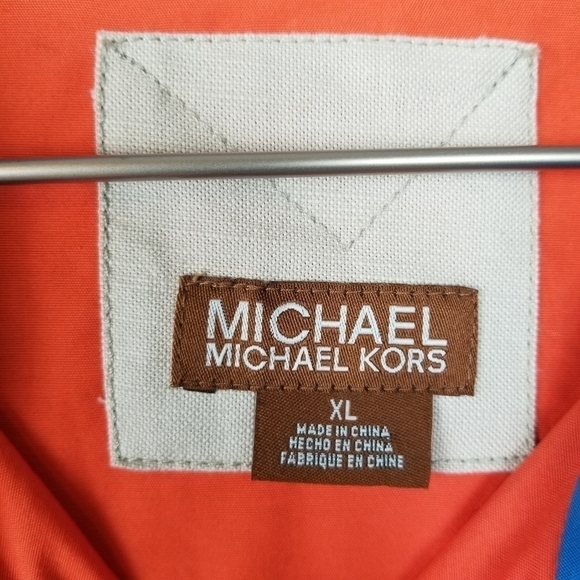 MICHAEL
MICHAEL KORS
XL
MADE IN CHINA
HECHO EN CHINA
FABRIQUE EN CHINE